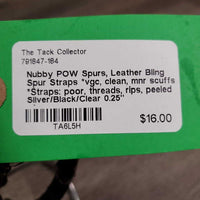 The Tack Collector
791847-184
Nubby POW Spurs, Leather Bling
Spur Straps *vgc, clean, mnr scuffs
*Straps: poor, threads, rips, peeled
Silver/Black/Clear 0.25"
$16.00
TA6L5H